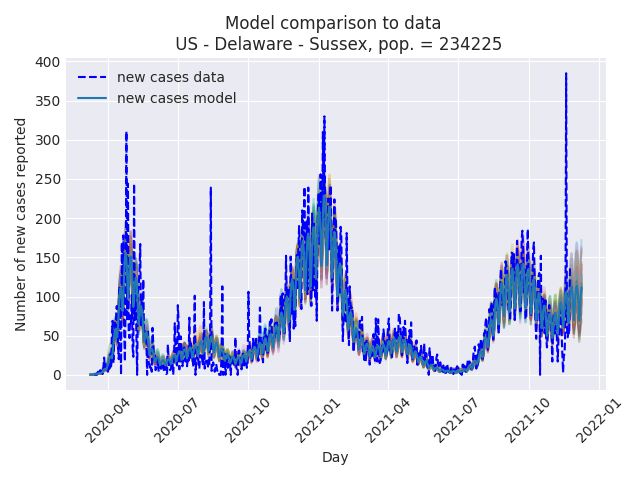 Model comparison to data
US - Delaware - Sussex, pop. = 234225
400
350
300
250
200
150
100
50
0
Number of new cases reported
new cases data
new cases model
2020-04
2020-07
2020-10
2021-01
2021-04
2021-07
2021-10
2022-01
Day